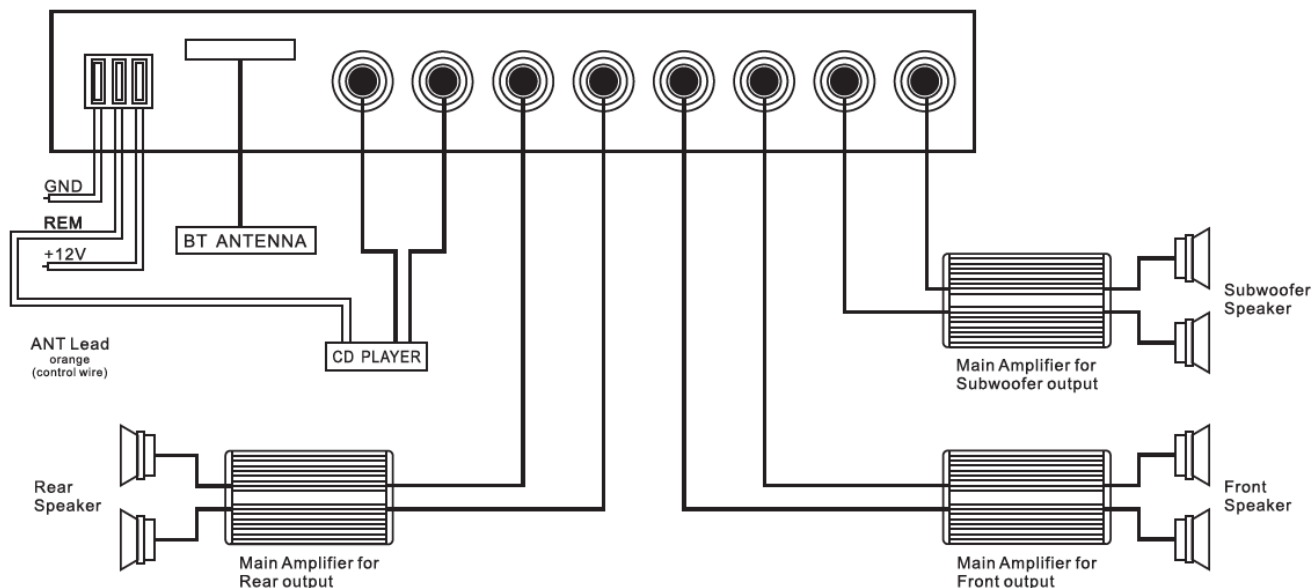 GND
REM
+12V
BT ANTENNA
ANT Lead
orange
(control wire)
CD PLAYER
Subwoofer
Speaker
Main Amplifier for
Subwoofer output
Rear
Speaker
Main Amplifier for
Rear output
Front
Speaker
Main Amplifier for
Front output